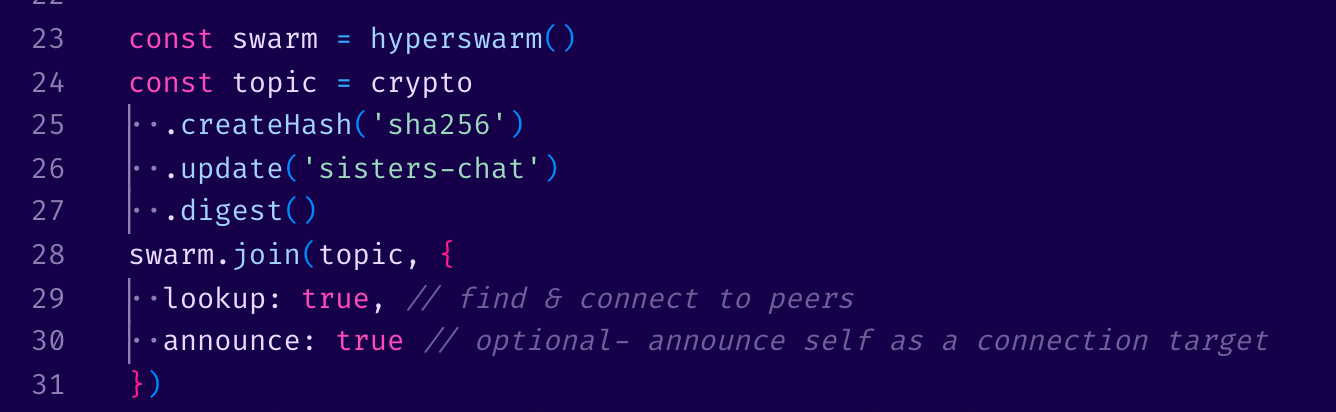 22
23 const swarm = hyperswarm()
24 const topic = crypto
25 ··.createHash('sha256')
26 ··.update('sisters-chat')
27 ··.digest()
28 swarm.join(topic, {
29 ··lookup: true, // find & connect to peers
30 ··announce: true // optional- announce self as a connection target
31 })